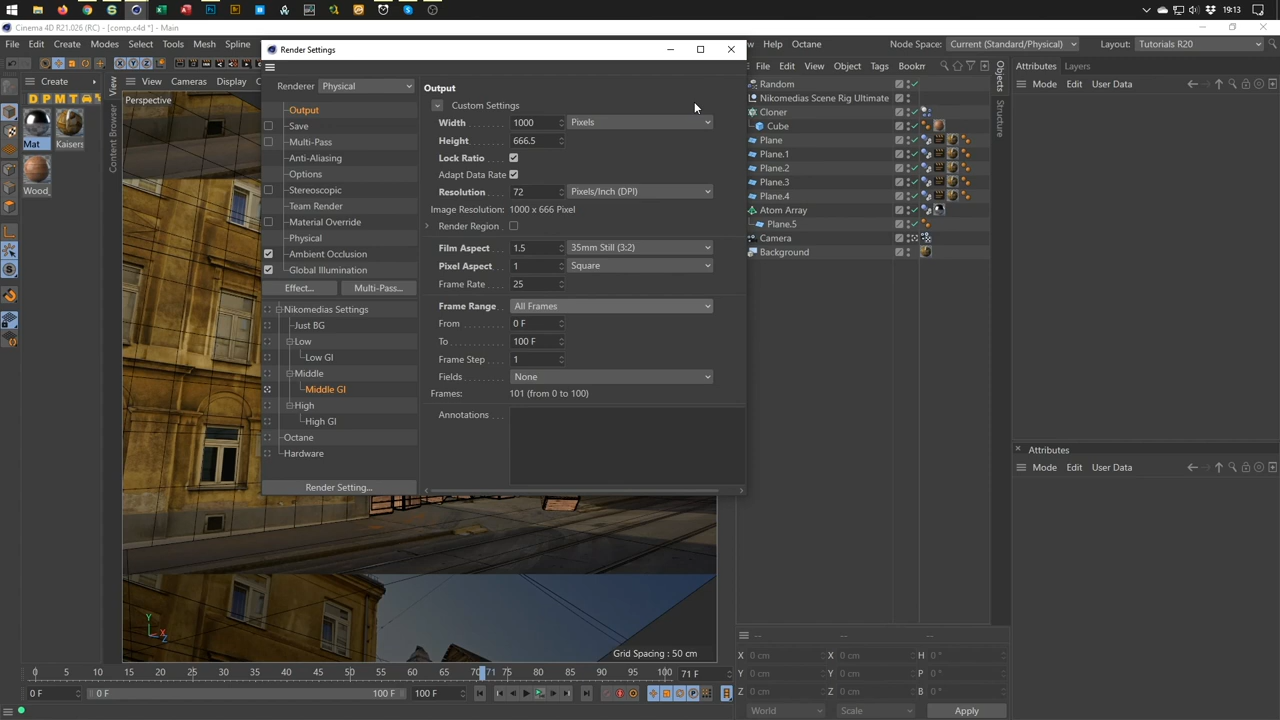 19:13
Cinema 4D R21.026 (RC) - [comp.c4d *] - Main
File Edit Create Modes Select Tools Mesh Spline
Render Settings
Help Octane
Node Space: Current (Standard/Physical)
Layout: Tutorials R20
Create
View Cameras Display
File Edit View Object Tags Bookm
Attributes Layers
Mode Edit User Data
Perspective
View
Content Browser
Objects
Structure
Mat Kaisers
Wood_
Renderer Physical
Output
Save
Multi-Pass
Anti-Aliasing
Options
Stereoscopic
Team Render
Material Override
Physical
Ambient Occlusion
Global Illumination
Effect... Multi-Pass...
Nikomedias Settings
Just BG
Low
Low GI
Middle
Middle GI
High
High GI
Octane
Hardware
Render Setting...
Output
Custom Settings
Width 1000 Pixels
Height 666.5
Lock Ratio
Adapt Data Rate
Resolution 72 Pixels/Inch (DPI)
Image Resolution: 1000 x 666 Pixel
Render Region
Film Aspect 1.5 35mm Still (3:2)
Pixel Aspect 1 Square
Frame Rate 25
Frame Range All Frames
From 0 F
To 100 F
Frame Step 1
Fields None
Frames: 101 (from 0 to 100)
Annotations
Random
Nikomedias Scene Rig Ultimate
Cloner
Cube
Plane
Plane.1
Plane.2
Plane.3
Plane.4
Atom Array
Plane.5
Camera
Background
Attributes
Mode Edit User Data
Y X Z
Grid Spacing : 50 cm
0 5 10 15 20 25 30 35 40 45 50 55 60 65 70 71 75 80 85 90 95 100 71 F
0 F 0 F 100 F 100 F
-- -- --
X 0 cm X 0 cm H 0 °
Y 0 cm Y 0 cm P 0 °
Z 0 cm Z 0 cm B 0 °
World Scale Apply